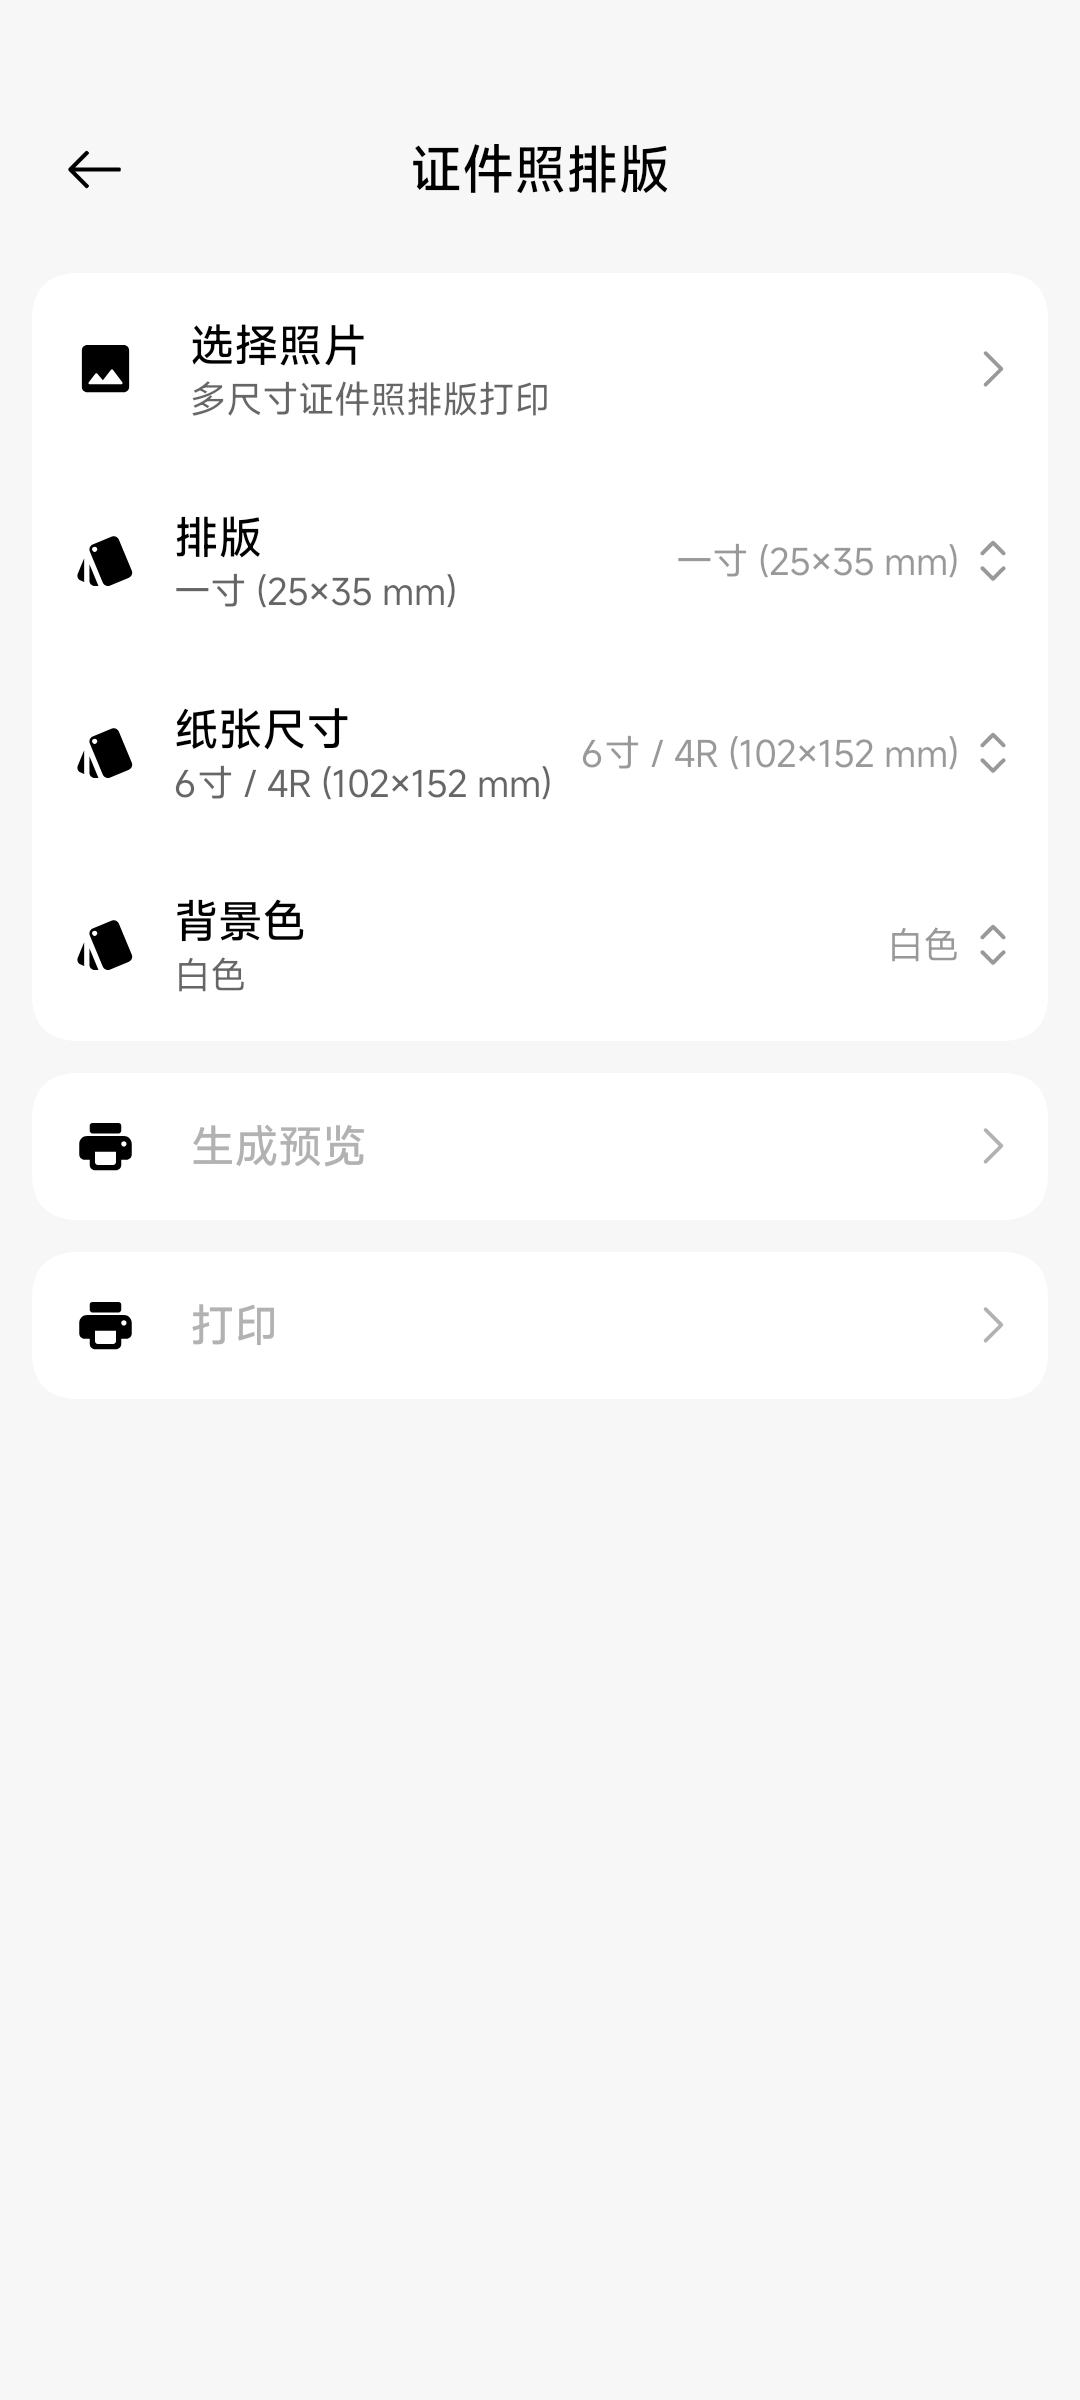 证件照排版
选择照片
多尺寸证件照排版打印
排版
一寸 (25×35 mm)
一寸 (25×35 mm)
纸张尺寸
6寸 / 4R (102×152 mm)
6寸 / 4R (102×152 mm)
背景色
白色
白色
生成预览
打印